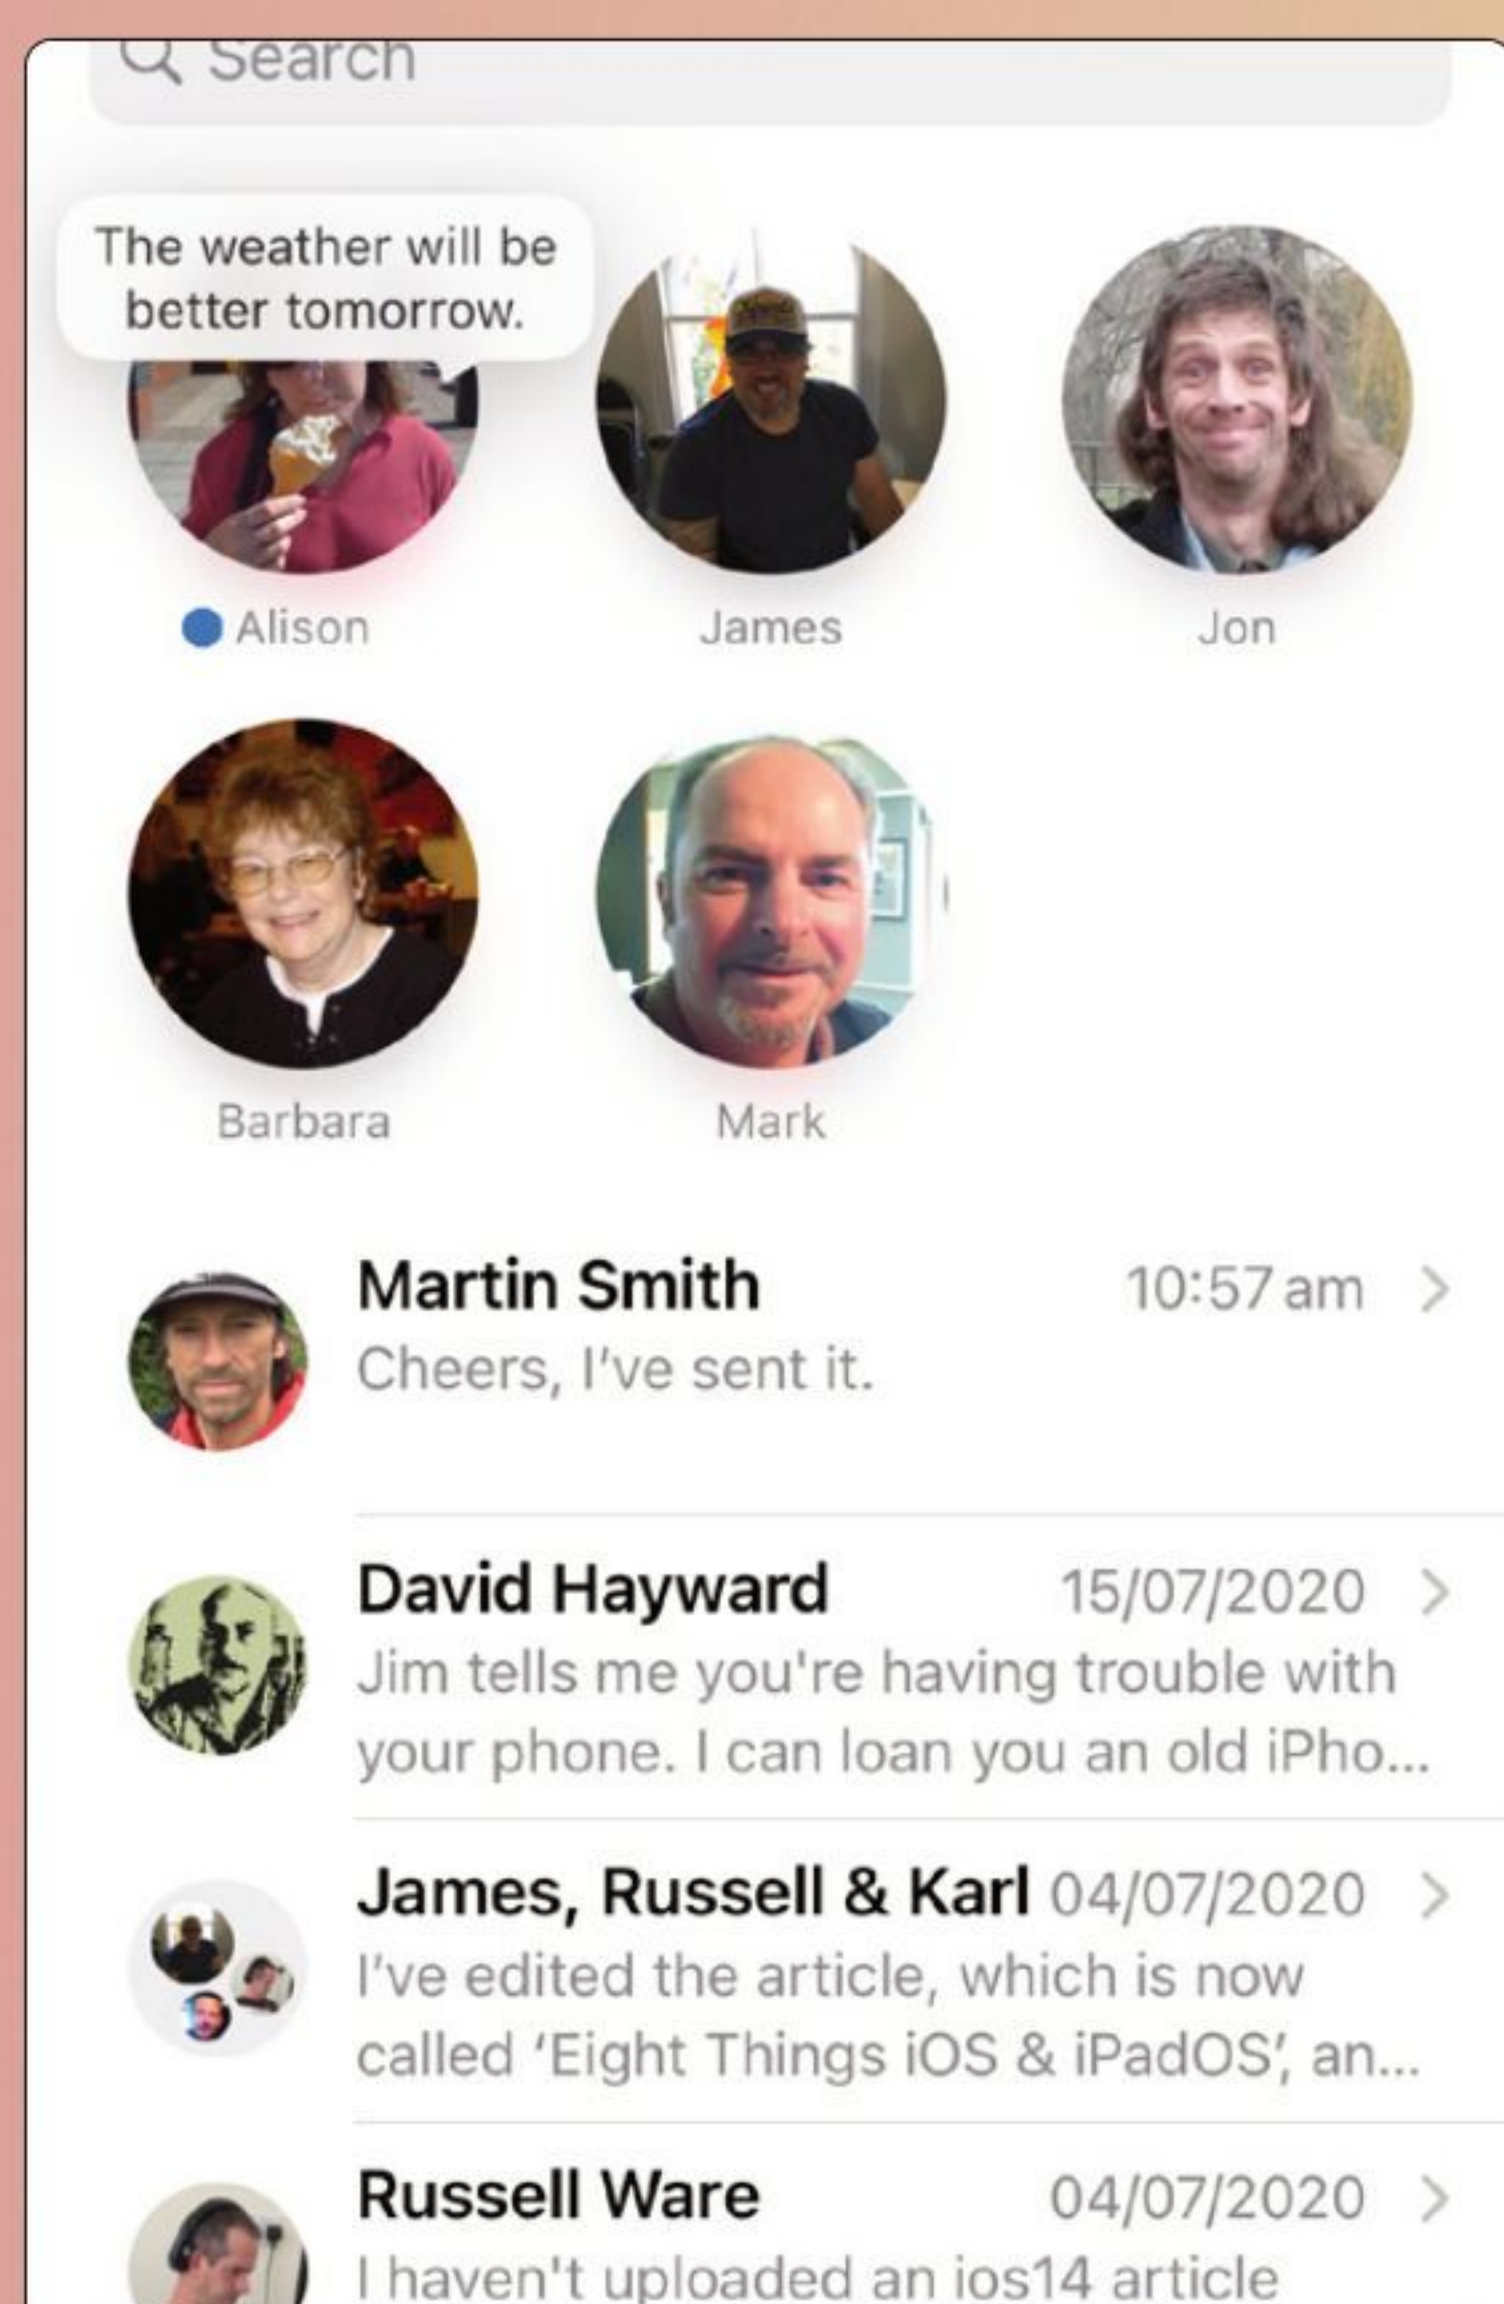 Search
The weather will be
better tomorrow.
Alison
James
Jon
Barbara
Mark
Martin Smith
10:57 am
Cheers, I’ve sent it.
David Hayward
15/07/2020
Jim tells me you're having trouble with
your phone. I can loan you an old iPho...
James, Russell & Karl
04/07/2020
I’ve edited the article, which is now
called ‘Eight Things iOS & iPadOS’, an...
Russell Ware
04/07/2020
I haven't uploaded an ios14 article